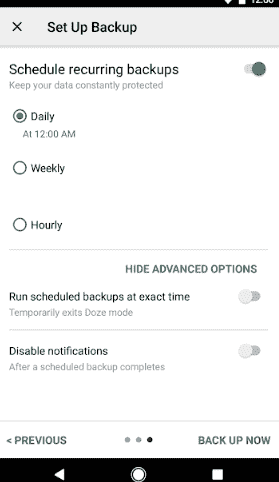 12:00
Set Up Backup
Schedule recurring backups
Keep your data constantly protected
Daily
At 12:00 AM
Weekly
Hourly
HIDE ADVANCED OPTIONS
Run scheduled backups at exact time
Temporarily exits Doze mode
Disable notifications
After a scheduled backup completes
< PREVIOUS
BACK UP NOW